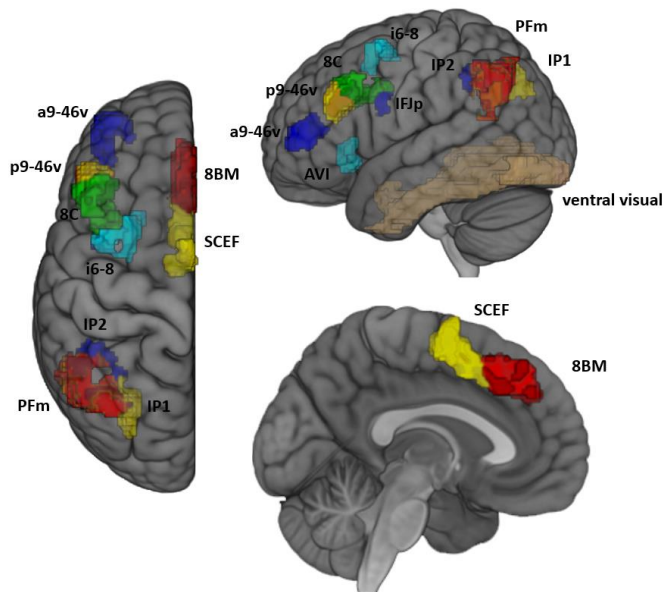 a9-46v
p9-46v
8C
i6-8
8BM
SCEF
IP2
PFm
IP1
i6-8
8C
p9-46v
a9-46v
IFJp
AVI
IP2
PFm
IP1
ventral visual
SCEF
8BM